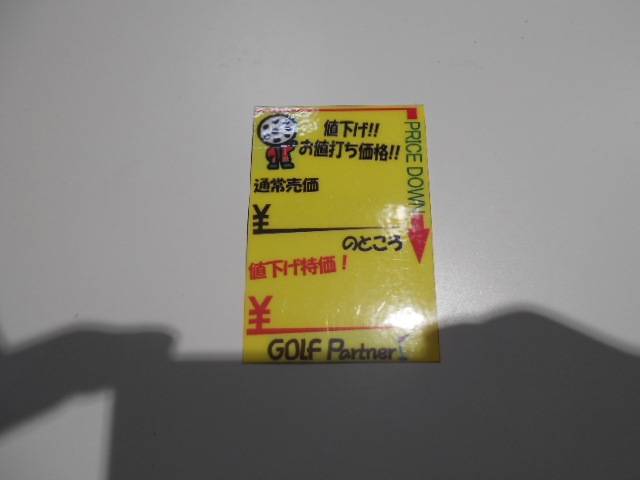 値下げ!!
お値打ち価格!!
PRICE DOWN
通常売価
¥
のところ
値下げ特価！
¥
GOLF Partner